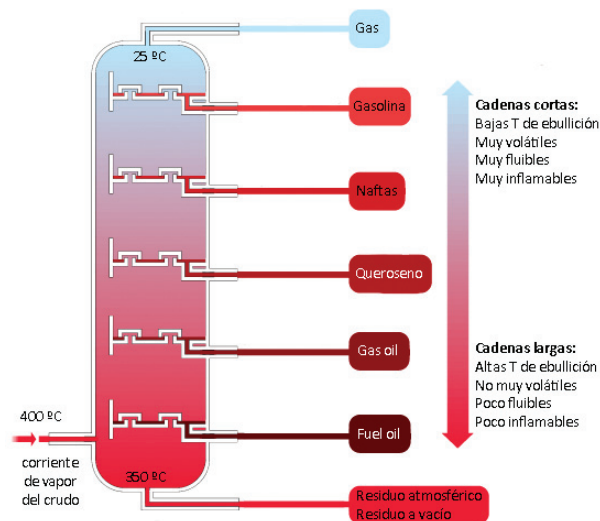 Gas
25 ºC
Gasolina
Naftas
Queroseno
Gas oil
Fuel oil
Cadenas cortas:
Bajas T de ebullición
Muy volátiles
Muy fluibles
Muy inflamables
Cadenas largas:
Altas T de ebullición
No muy volátiles
Poco fluibles
Poco inflamables
400 ºC
corriente
de vapor
del crudo
350 ºC
Residuo atmosférico
Residuo a vacío